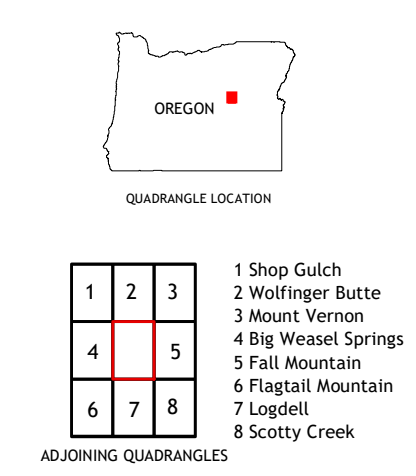 OREGON
QUADRANGLE LOCATION
1 2 3
4 5
6 7 8
1 Shop Gulch
2 Wolfinger Butte
3 Mount Vernon
4 Big Weasel Springs
5 Fall Mountain
6 Flagtail Mountain
7 Logdell
8 Scotty Creek
ADJOINING QUADRANGLES